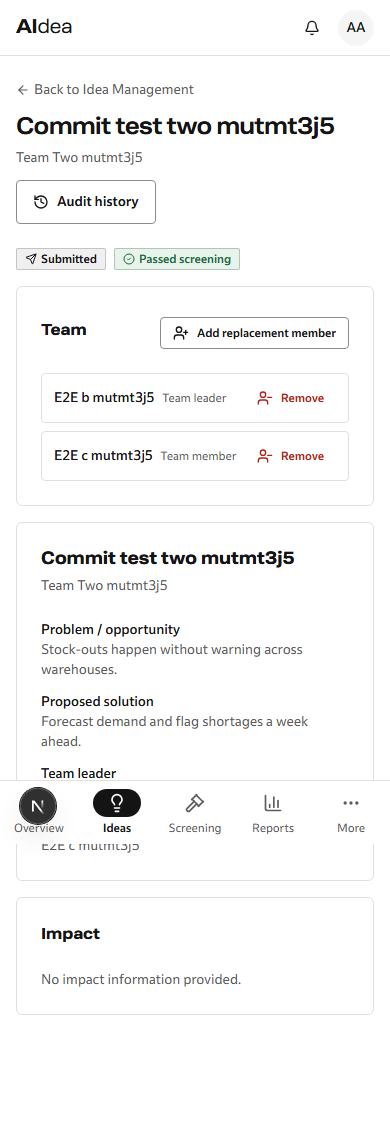 AIdea
AA
Back to Idea Management
Commit test two mutmt3j5
Team Two mutmt3j5
Audit history
Submitted
Passed screening
Team
Add replacement member
E2E b mutmt3j5 Team leader Remove
E2E c mutmt3j5 Team member Remove
Commit test two mutmt3j5
Team Two mutmt3j5
Problem / opportunity
Stock-outs happen without warning across
warehouses.
Proposed solution
Forecast demand and flag shortages a week
ahead.
Team leader
N
Overview Ideas Screening Reports More
E2E c mutmt3j5
Impact
No impact information provided.